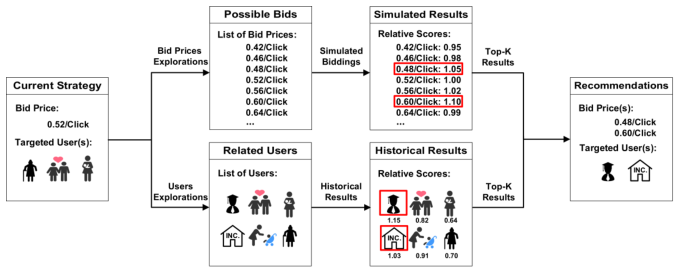 Current Strategy
Bid Price:
0.52/Click
Targeted User(s):
Bid Prices
Explorations
Users
Explorations
Possible Bids
List of Bid Prices:
0.42/Click
0.46/Click
0.48/Click
0.52/Click
0.56/Click
0.60/Click
0.64/Click
...
Related Users
List of Users:
INC.
Simulated
Biddings
Historical
Results
Simulated Results
Relative Scores:
0.42/Click: 0.95
0.46/Click: 0.98
0.48/Click: 1.05
0.52/Click: 1.00
0.56/Click: 1.02
0.60/Click: 1.10
0.64/Click: 0.99
...
Historical Results
Relative Scores:
1.15 0.82 0.64
INC.
1.03 0.91 0.70
Top-K
Results
Top-K
Results
Recommendations
Bid Price(s):
0.48/Click
0.60/Click
Targeted User(s):
INC.